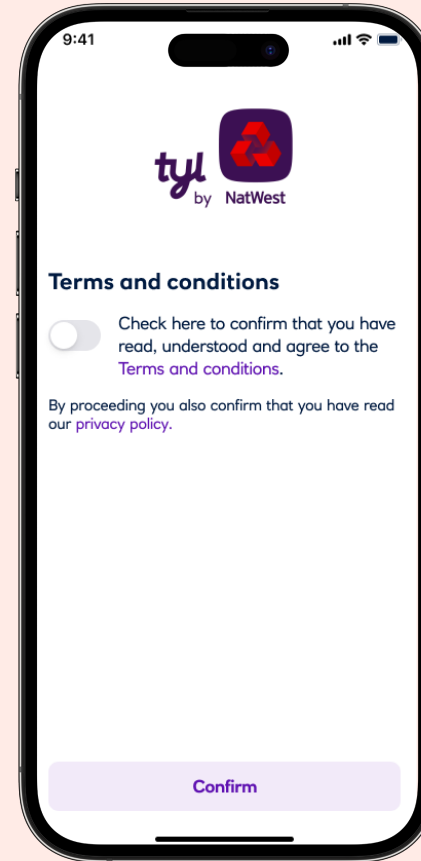 9:41
tyl
by NatWest
Terms and conditions
Check here to confirm that you have
read, understood and agree to the
Terms and conditions.
By proceeding you also confirm that you have read
our privacy policy.
Confirm